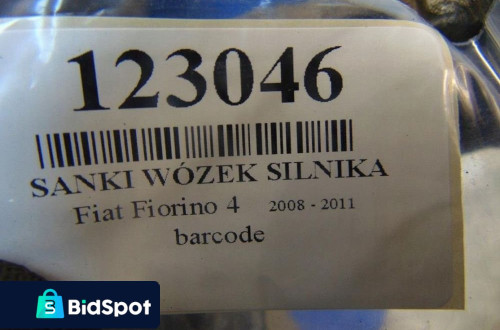 123046
SANKI WÓZEK SILNIKA
Fiat Fiorino 4 2008 - 2011
barcode
BidSpot